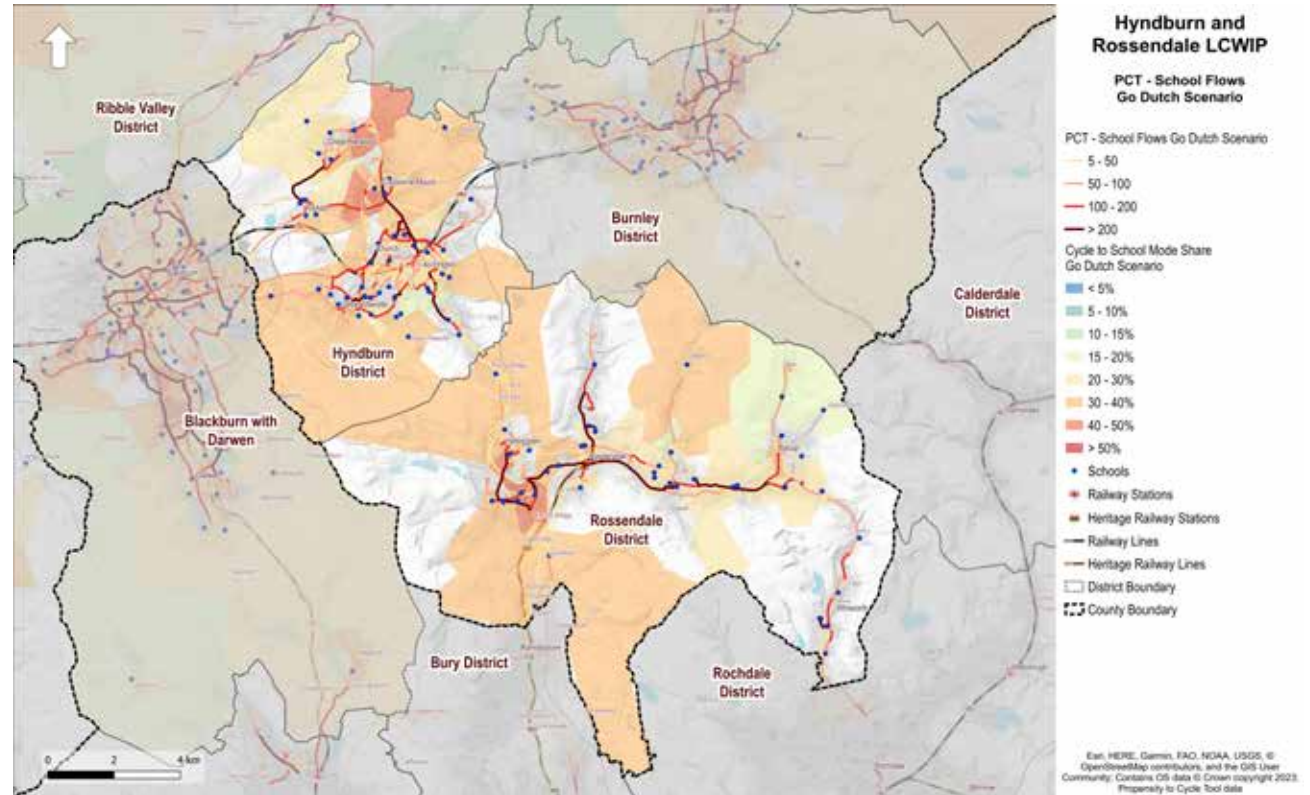 Hyndburn and
Rossendale LCWIP
PCT - School Flows
Go Dutch Scenario
PCT - School Flows Go Dutch Scenario
5 - 50
50 - 100
100 - 200
> 200
Cycle to School Mode Share
Go Dutch Scenario
< 5%
5 - 10%
10 - 15%
15 - 20%
20 - 30%
30 - 40%
40 - 50%
> 50%
Schools
Railway Stations
Heritage Railway Stations
Railway Lines
Heritage Railway Lines
District Boundary
County Boundary
Ribble Valley
District
Burnley
District
Calderdale
District
Hyndburn
District
Blackburn with
Darwen
Rossendale
District
Bury District
Rochdale
District
0 2 4 km
Esri, HERE, Garmin, FAO, NOAA, USGS, ©
OpenStreetMap contributors, and the GIS User
Community; Contains OS data © Crown copyright 2023
Propensity to Cycle Tool data